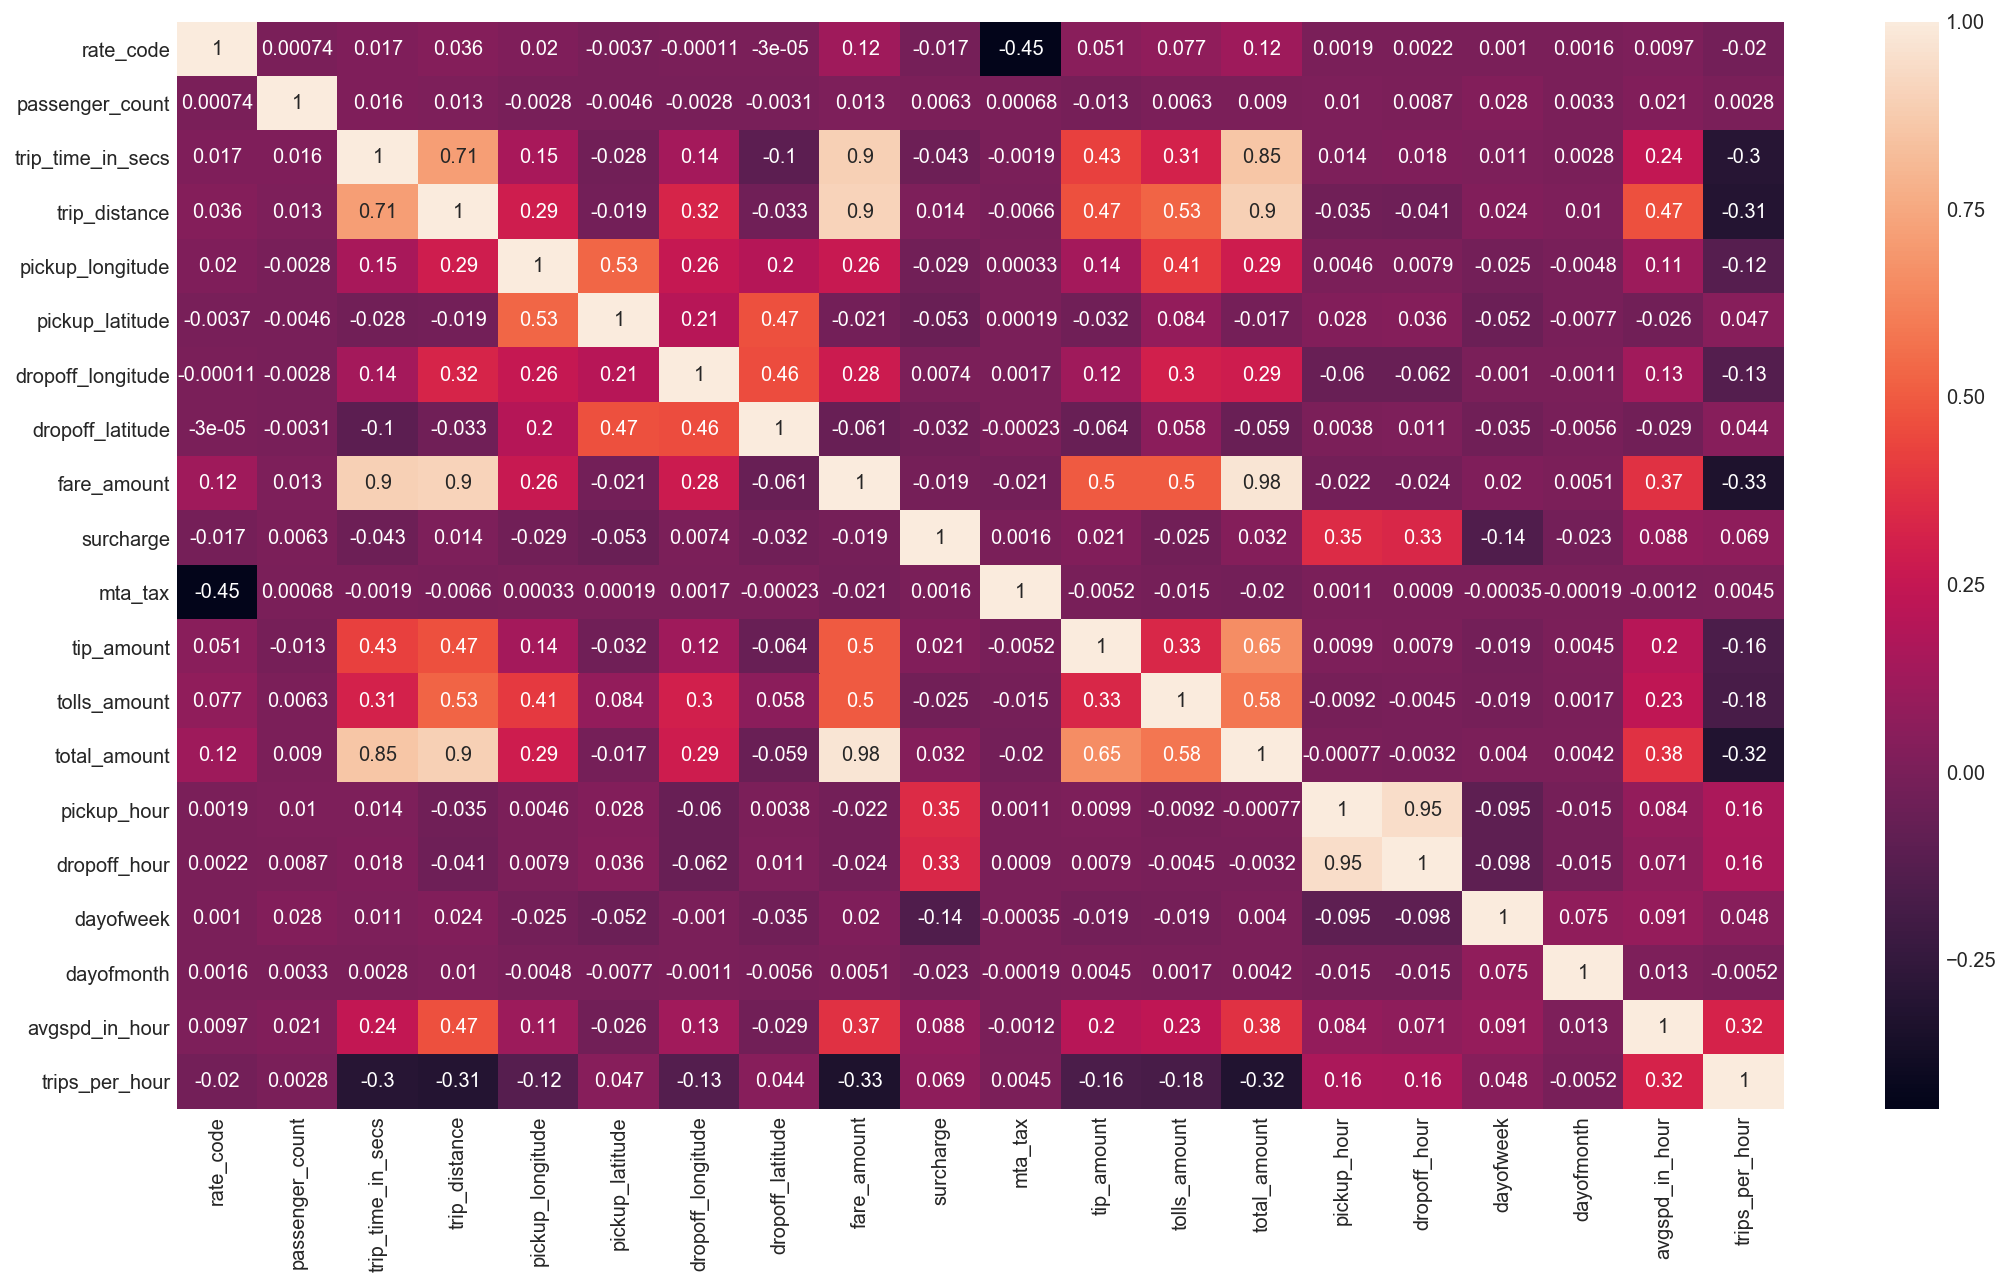 rate_code 1 0.00074 0.017 0.036 0.02 -0.0037 -0.00011 -3e-05 0.12 -0.017 -0.45 0.051 0.077 0.12 0.0019 0.0022 0.001 0.0016 0.0097 -0.02
passenger_count 0.00074 1 0.016 0.013 -0.0028 -0.0046 -0.0028 -0.0031 0.013 0.0063 0.00068 -0.013 0.0063 0.009 0.01 0.0087 0.028 0.0033 0.021 0.0028
trip_time_in_secs 0.017 0.016 1 0.71 0.15 -0.028 0.14 -0.1 0.9 -0.043 -0.0019 0.43 0.31 0.85 0.014 0.018 0.011 0.0028 0.24 -0.3
trip_distance 0.036 0.013 0.71 1 0.29 -0.019 0.32 -0.033 0.9 0.014 -0.0066 0.47 0.53 0.9 -0.035 -0.041 0.024 0.01 0.47 -0.31
pickup_longitude 0.02 -0.0028 0.15 0.29 1 0.53 0.26 0.2 0.26 -0.029 0.00033 0.14 0.41 0.29 0.0046 0.0079 -0.025 -0.0048 0.11 -0.12
pickup_latitude -0.0037 -0.0046 -0.028 -0.019 0.53 1 0.21 0.47 -0.021 -0.053 0.00019 -0.032 0.084 -0.017 0.028 0.036 -0.052 -0.0077 -0.026 0.047
dropoff_longitude -0.00011 -0.0028 0.14 0.32 0.26 0.21 1 0.46 0.28 0.0074 0.0017 0.12 0.3 0.29 -0.06 -0.062 -0.001 -0.0011 0.13 -0.13
dropoff_latitude -3e-05 -0.0031 -0.1 -0.033 0.2 0.47 0.46 1 -0.061 -0.032 -0.00023 -0.064 0.058 -0.059 0.0038 0.011 -0.035 -0.0056 -0.029 0.044
fare_amount 0.12 0.013 0.9 0.9 0.26 -0.021 0.28 -0.061 1 -0.019 -0.021 0.5 0.5 0.98 -0.022 -0.024 0.02 0.0051 0.37 -0.33
surcharge -0.017 0.0063 -0.043 0.014 -0.029 -0.053 0.0074 -0.032 -0.019 1 0.0016 0.021 -0.025 0.032 0.35 0.33 -0.14 -0.023 0.088 0.069
mta_tax -0.45 0.00068 -0.0019 -0.0066 0.00033 0.00019 0.0017 -0.00023 -0.021 0.0016 1 -0.0052 -0.015 -0.02 0.0011 0.0009 -0.00035 -0.00019 -0.0012 0.0045
tip_amount 0.051 -0.013 0.43 0.47 0.14 -0.032 0.12 -0.064 0.5 0.021 -0.0052 1 0.33 0.65 0.0099 0.0079 -0.019 0.0045 0.2 -0.16
tolls_amount 0.077 0.0063 0.31 0.53 0.41 0.084 0.3 0.058 0.5 -0.025 -0.015 0.33 1 0.58 -0.0092 -0.0045 -0.019 0.0017 0.23 -0.18
total_amount 0.12 0.009 0.85 0.9 0.29 -0.017 0.29 -0.059 0.98 0.032 -0.02 0.65 0.58 1 -0.00077 -0.0032 0.004 0.0042 0.38 -0.32
pickup_hour 0.0019 0.01 0.014 -0.035 0.0046 0.028 -0.06 0.0038 -0.022 0.35 0.0011 0.0099 -0.0092 -0.00077 1 0.95 -0.095 -0.015 0.084 0.16
dropoff_hour 0.0022 0.0087 0.018 -0.041 0.0079 0.036 -0.062 0.011 -0.024 0.33 0.0009 0.0079 -0.0045 -0.0032 0.95 1 -0.098 -0.015 0.071 0.16
dayofweek 0.001 0.028 0.011 0.024 -0.025 -0.052 -0.001 -0.035 0.02 -0.14 -0.00035 -0.019 -0.019 0.004 -0.095 -0.098 1 0.075 0.091 0.048
dayofmonth 0.0016 0.0033 0.0028 0.01 -0.0048 -0.0077 -0.0011 -0.0056 0.0051 -0.023 -0.00019 0.0045 0.0017 0.0042 -0.015 -0.015 0.075 1 0.013 -0.0052
avgspd_in_hour 0.0097 0.021 0.24 0.47 0.11 -0.026 0.13 -0.029 0.37 0.088 -0.0012 0.2 0.23 0.38 0.084 0.071 0.091 0.013 1 0.32
trips_per_hour -0.02 0.0028 -0.3 -0.31 -0.12 0.047 -0.13 0.044 -0.33 0.069 0.0045 -0.16 -0.18 -0.32 0.16 0.16 0.048 -0.0052 0.32 1
rate_code
passenger_count
trip_time_in_secs
trip_distance
pickup_longitude
pickup_latitude
dropoff_longitude
dropoff_latitude
fare_amount
surcharge
mta_tax
tip_amount
tolls_amount
total_amount
pickup_hour
dropoff_hour
dayofweek
dayofmonth
avgspd_in_hour
trips_per_hour
1.00
0.75
0.50
0.25
0.00
−0.25